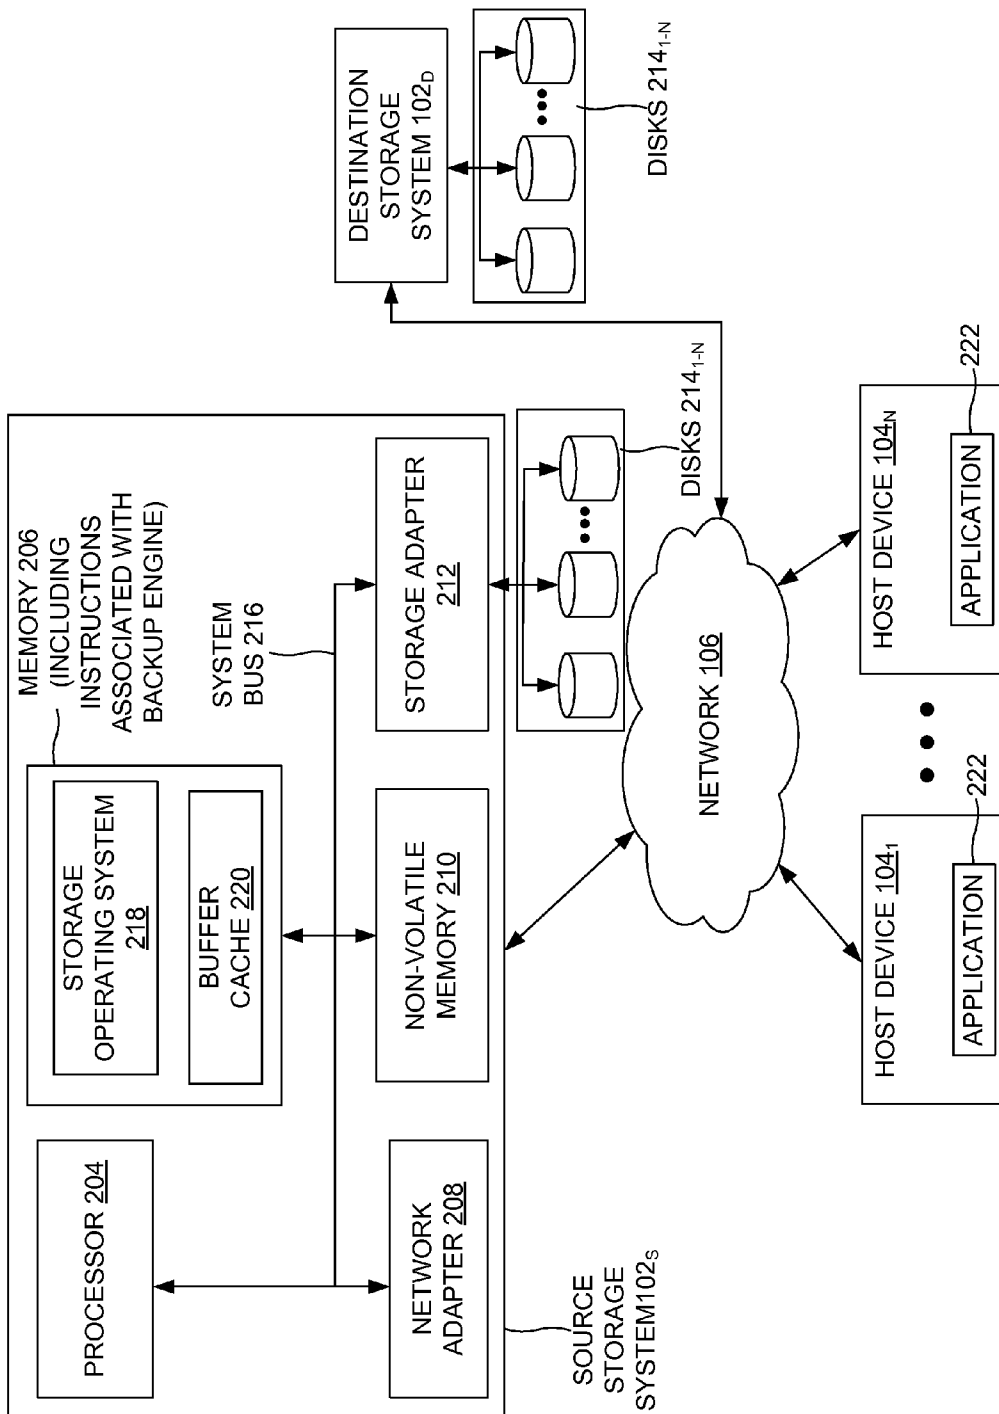 PROCESSOR 204
STORAGE
OPERATING SYSTEM
218
BUFFER
CACHE 220
MEMORY 206
(INCLUDING
INSTRUCTIONS
ASSOCIATED WITH
BACKUP ENGINE)
SYSTEM
BUS 216
NETWORK
ADAPTER 208
NON-VOLATILE
MEMORY 210
STORAGE ADAPTER
212
SOURCE
STORAGE
SYSTEM102S
DISKS 2141-N
DESTINATION
STORAGE
SYSTEM 102D
DISKS 2141-N
NETWORK 106
HOST DEVICE 1041
APPLICATION
222
HOST DEVICE 104N
APPLICATION
222